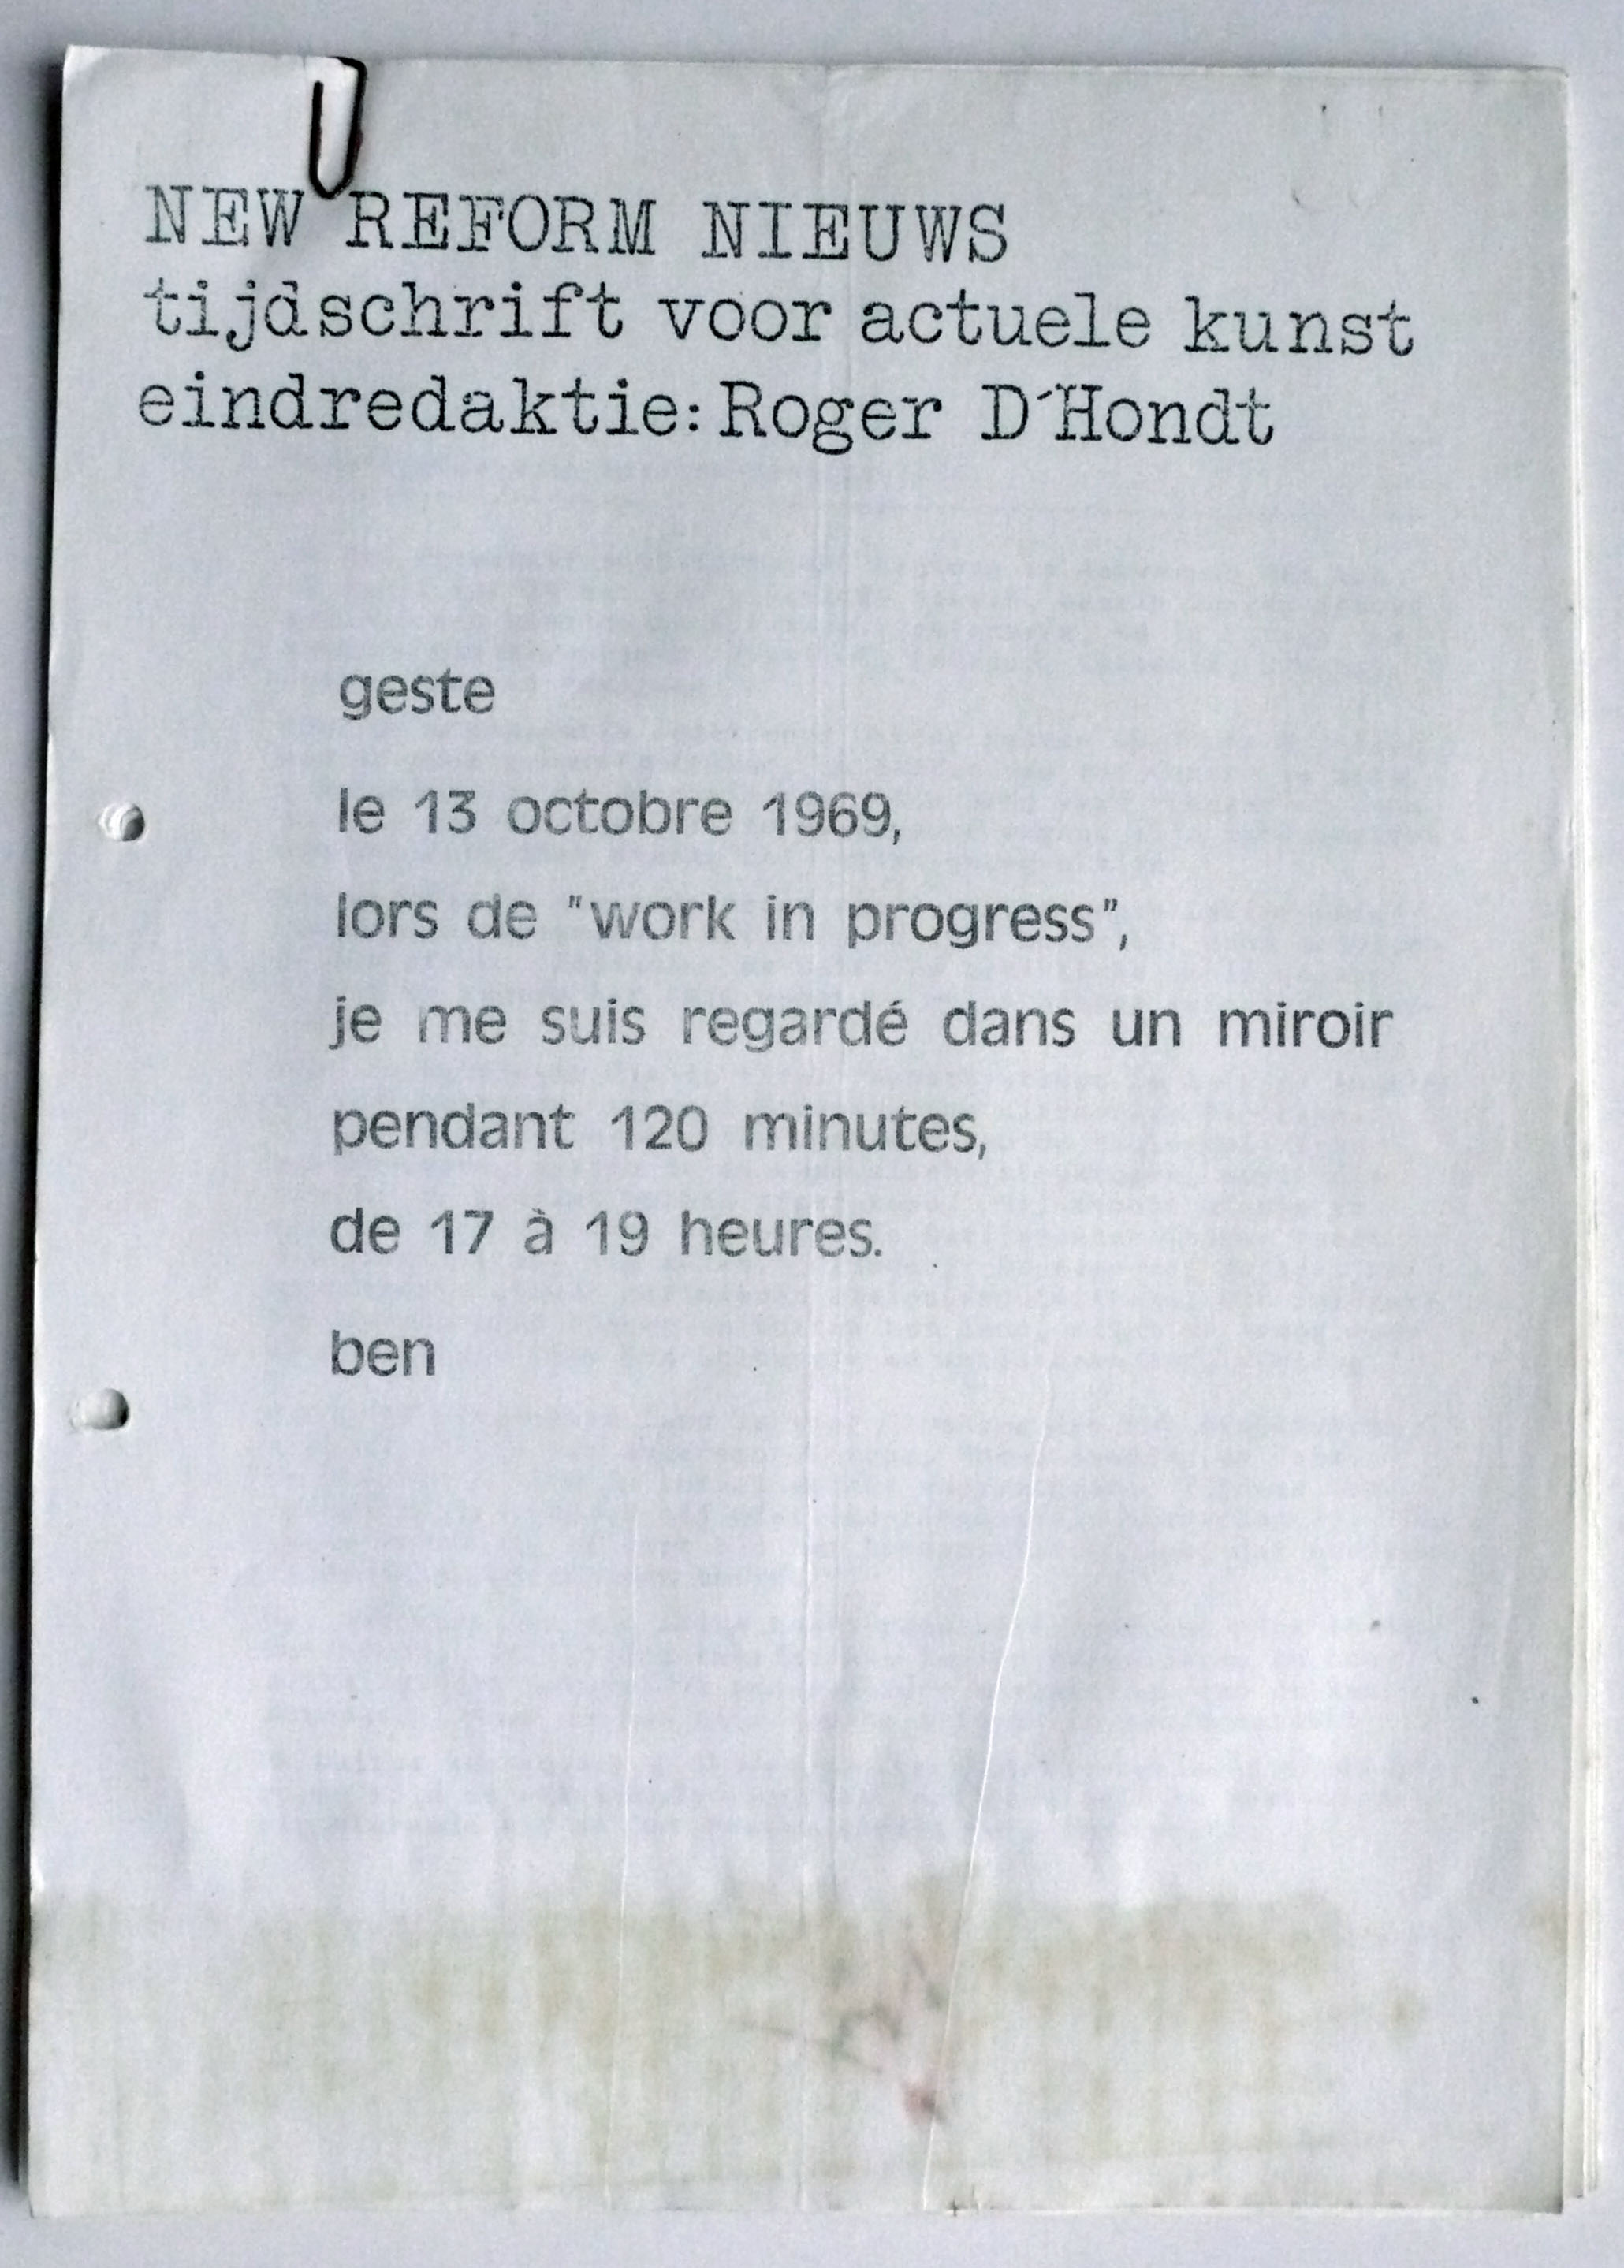 NEW REFORM NIEUWS
tijdschrift voor actuele kunst
eindredaktie: Roger D´Hondt
geste
le 13 octobre 1969,
lors de "work in progress",
je me suis regardé dans un miroir
pendant 120 minutes,
de 17 à 19 heures.
ben